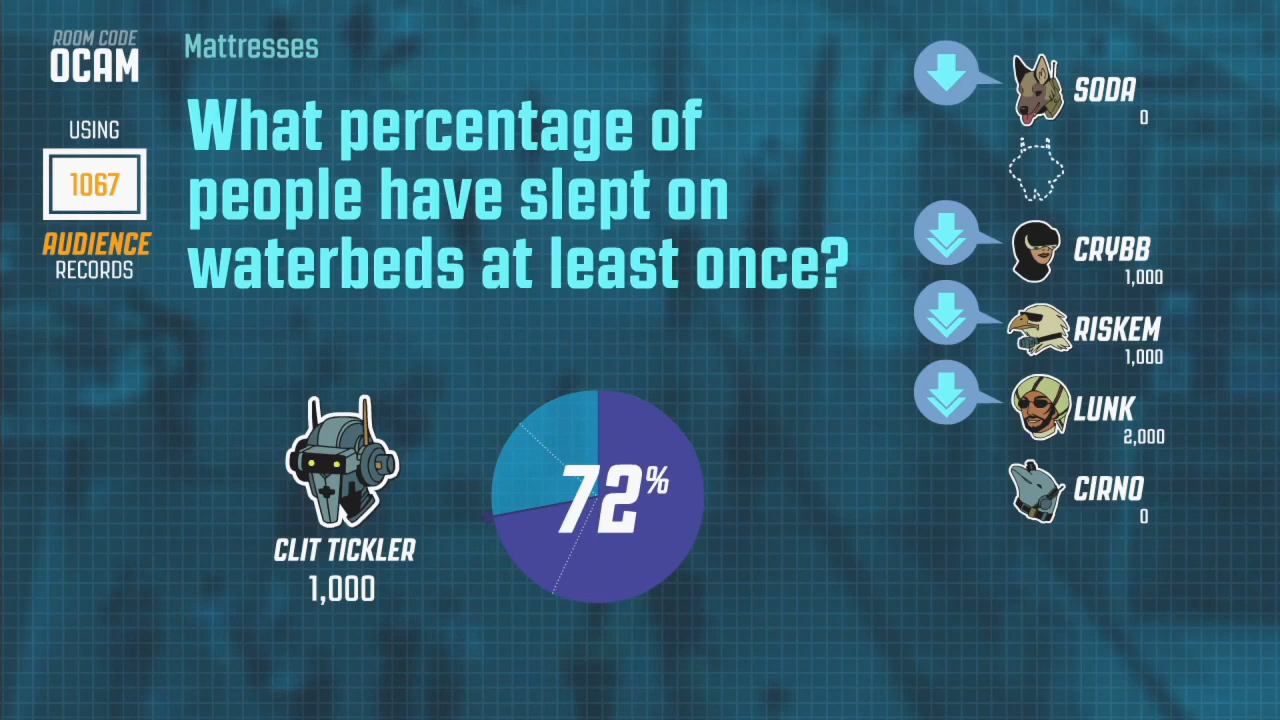 ROOM CODE
OCAM
USING
1067
AUDIENCE
RECORDS
Mattresses
What percentage of
people have slept on
waterbeds at least once?
CLIT TICKLER
1,000
72%
SODA
0
CRYBB
1,000
RISKEM
1,000
LUNK
2,000
CIRNO
0